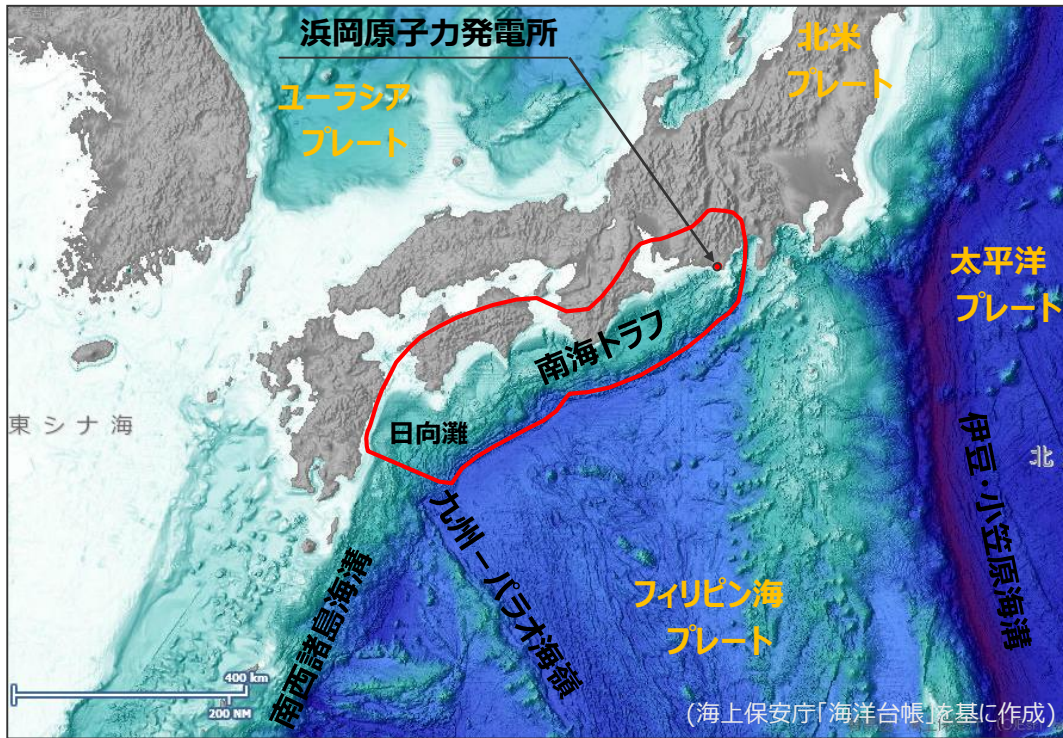 浜岡原子力発電所
北米
プレート
ユーラシア
プレート
太平洋
プレート
南海トラフ
東シナ海
日向灘
北
伊豆・小笠原海溝
九州ーパラオ海嶺
フィリピン海
プレート
南西諸島海溝
400 km
200 NM
(海上保安庁「海洋台帳」を基に作成)